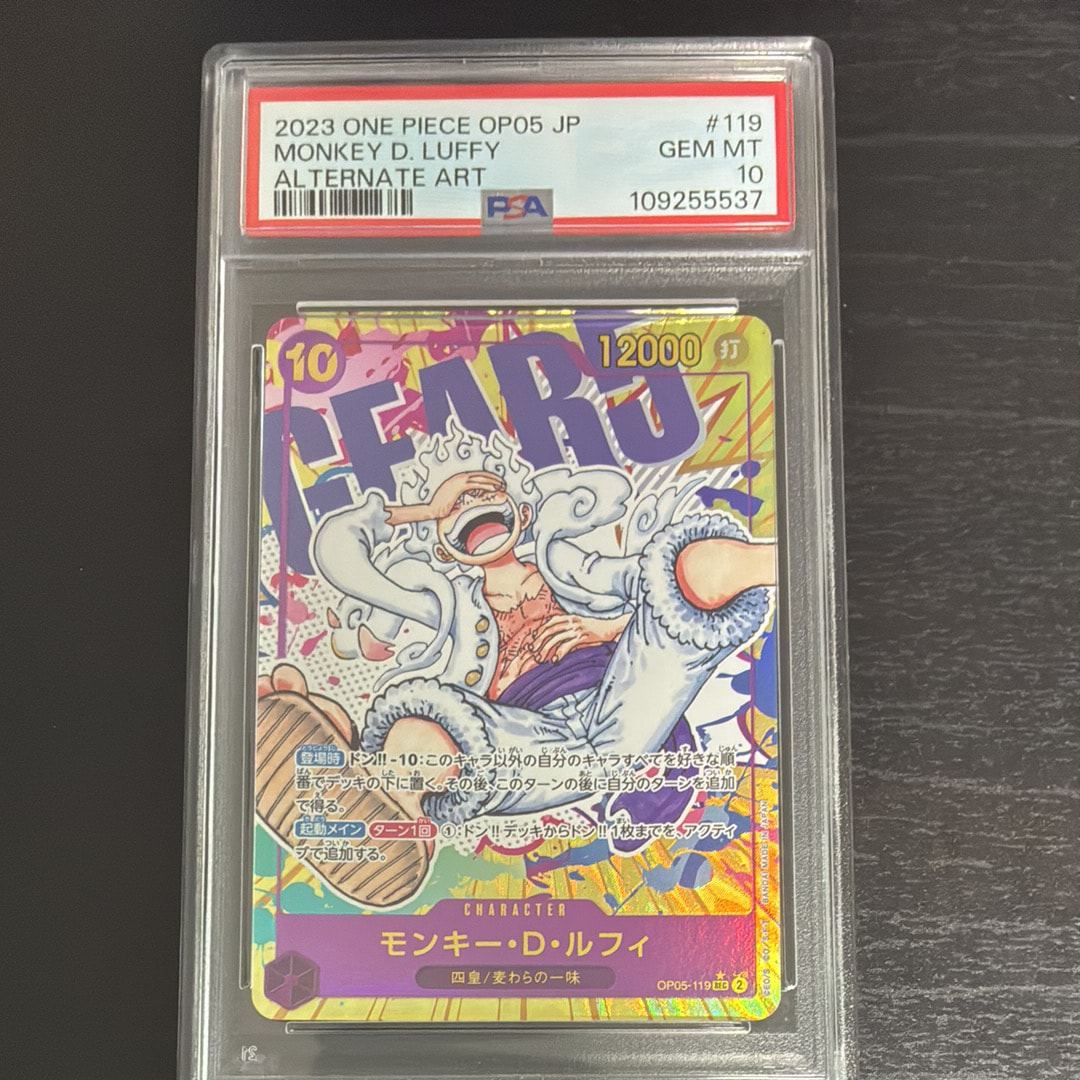 2023 ONE PIECE OP05 JP #119
MONKEY D. LUFFY GEM MT
ALTERNATE ART 10
PSA 109255537
10 12000 打
GEAR5
登場時 ドン!!-10:このキャラ以外の自分のキャラすべてを好きな順
番でデッキの下に置く。その後、このターンの後に自分のターンを追加
で得る。
起動メイン ターン1回 ①:ドン!!デッキからドン!!1枚までを、アクティ
ブで追加する。
CHARACTER
モンキー・D・ルフィ
四皇/麦わらの一味
OP05-119 SEC 2
BANDAI MADE IN JAPAN